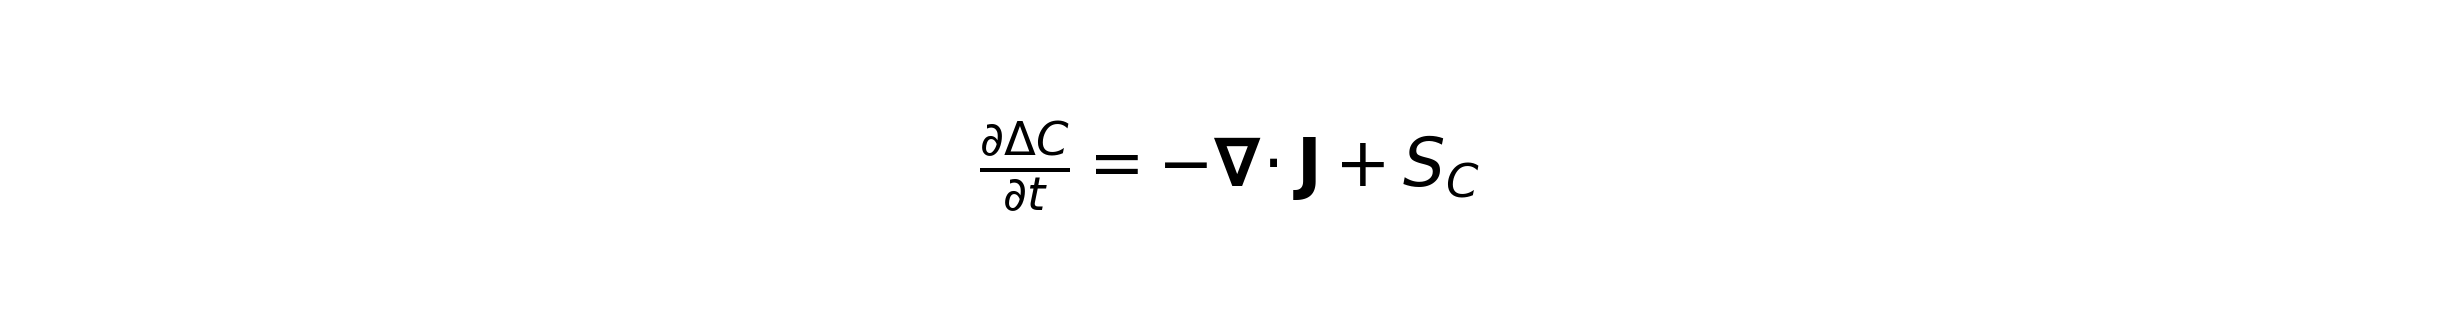 ∂ΔC/∂t = −∇· J + S_C